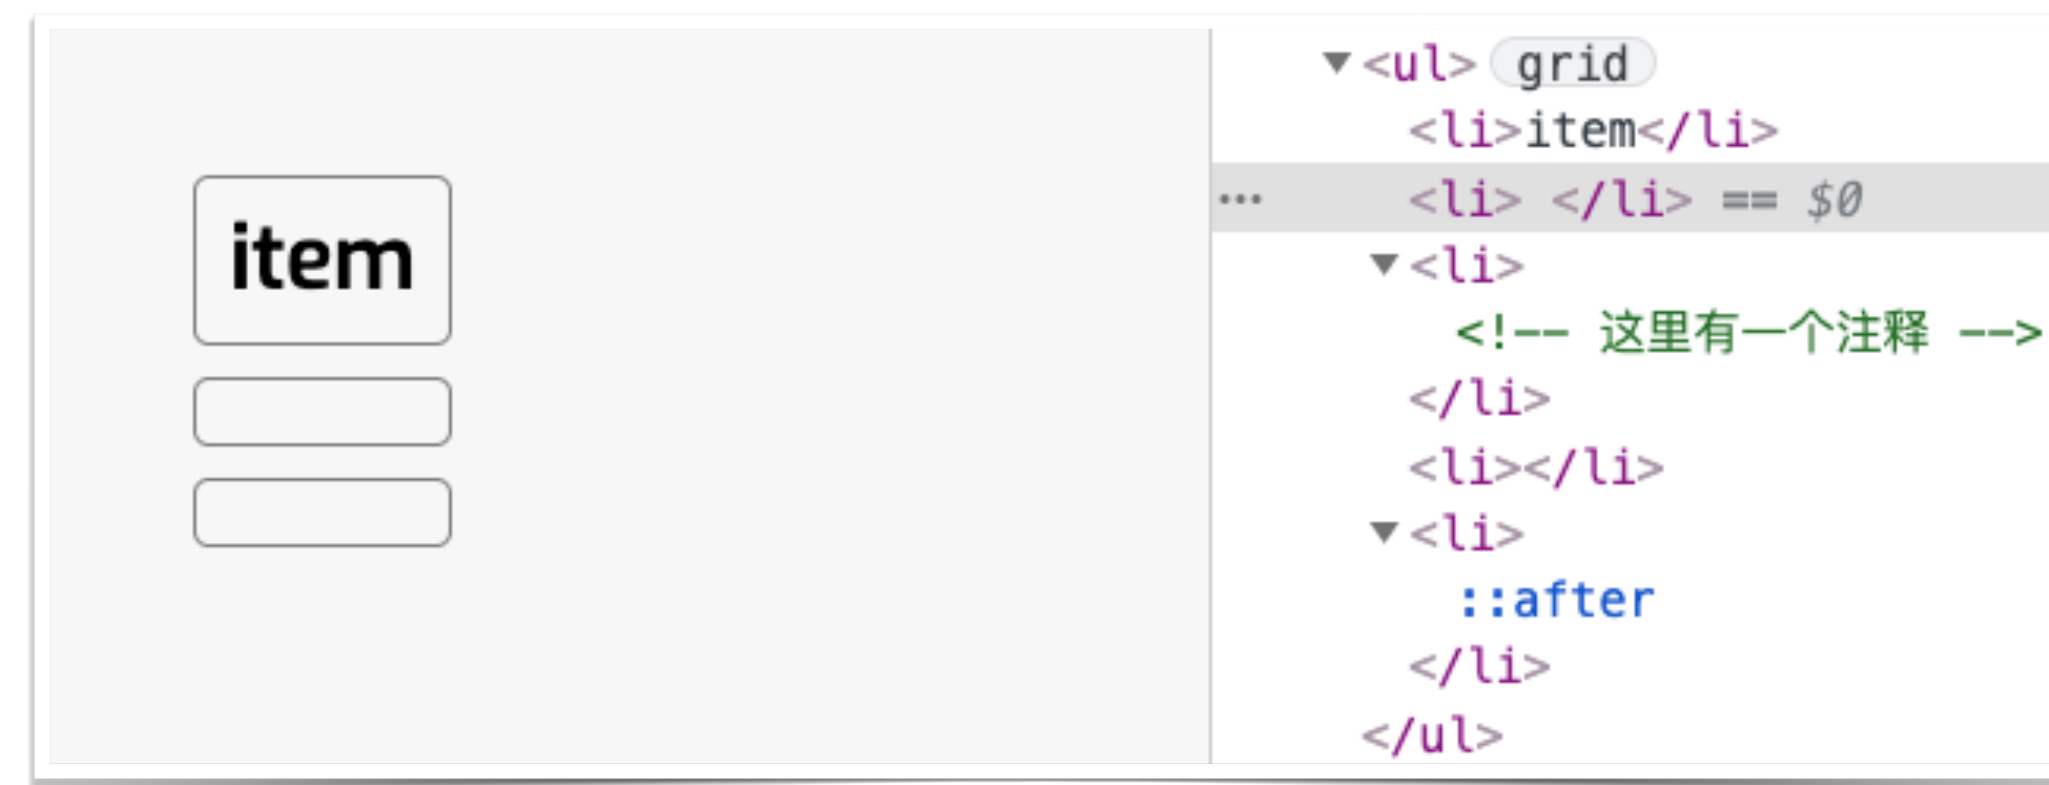 item
▼<ul> grid
<li>item</li>
··· <li> </li> == $0
▼<li>
<!-- 这里有一个注释 -->
</li>
<li></li>
▼<li>
::after
</li>
</ul>